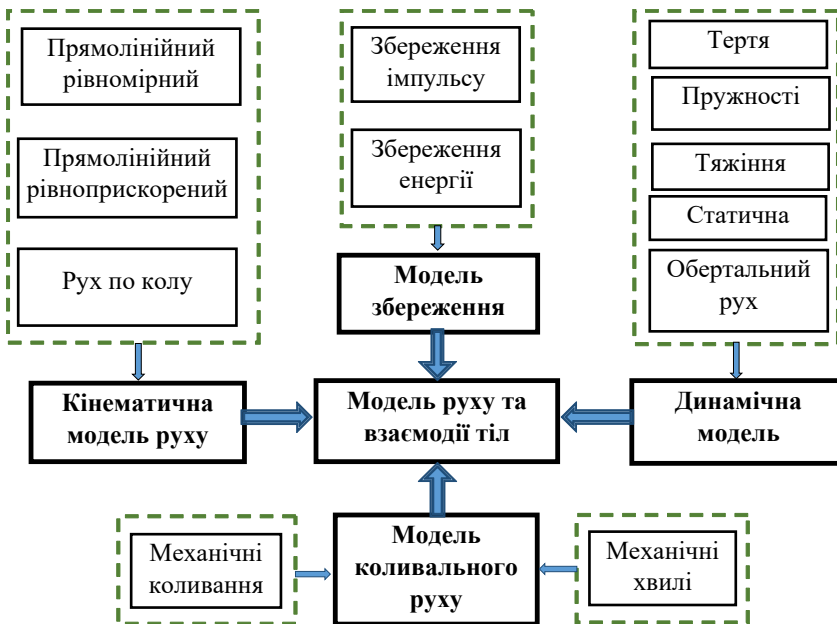 Прямолінійний
рівномірний
Прямолінійний
рівноприскорений
Рух по колу
Збереження
імпульсу
Збереження
енергії
Тертя
Пружності
Тяжіння
Статична
Обертальний
рух
Модель
збереження
Кінематична
модель руху
Модель руху та
взаємодії тіл
Динамічна
модель
Механічні
коливання
Модель
коливального
руху
Механічні
хвилі